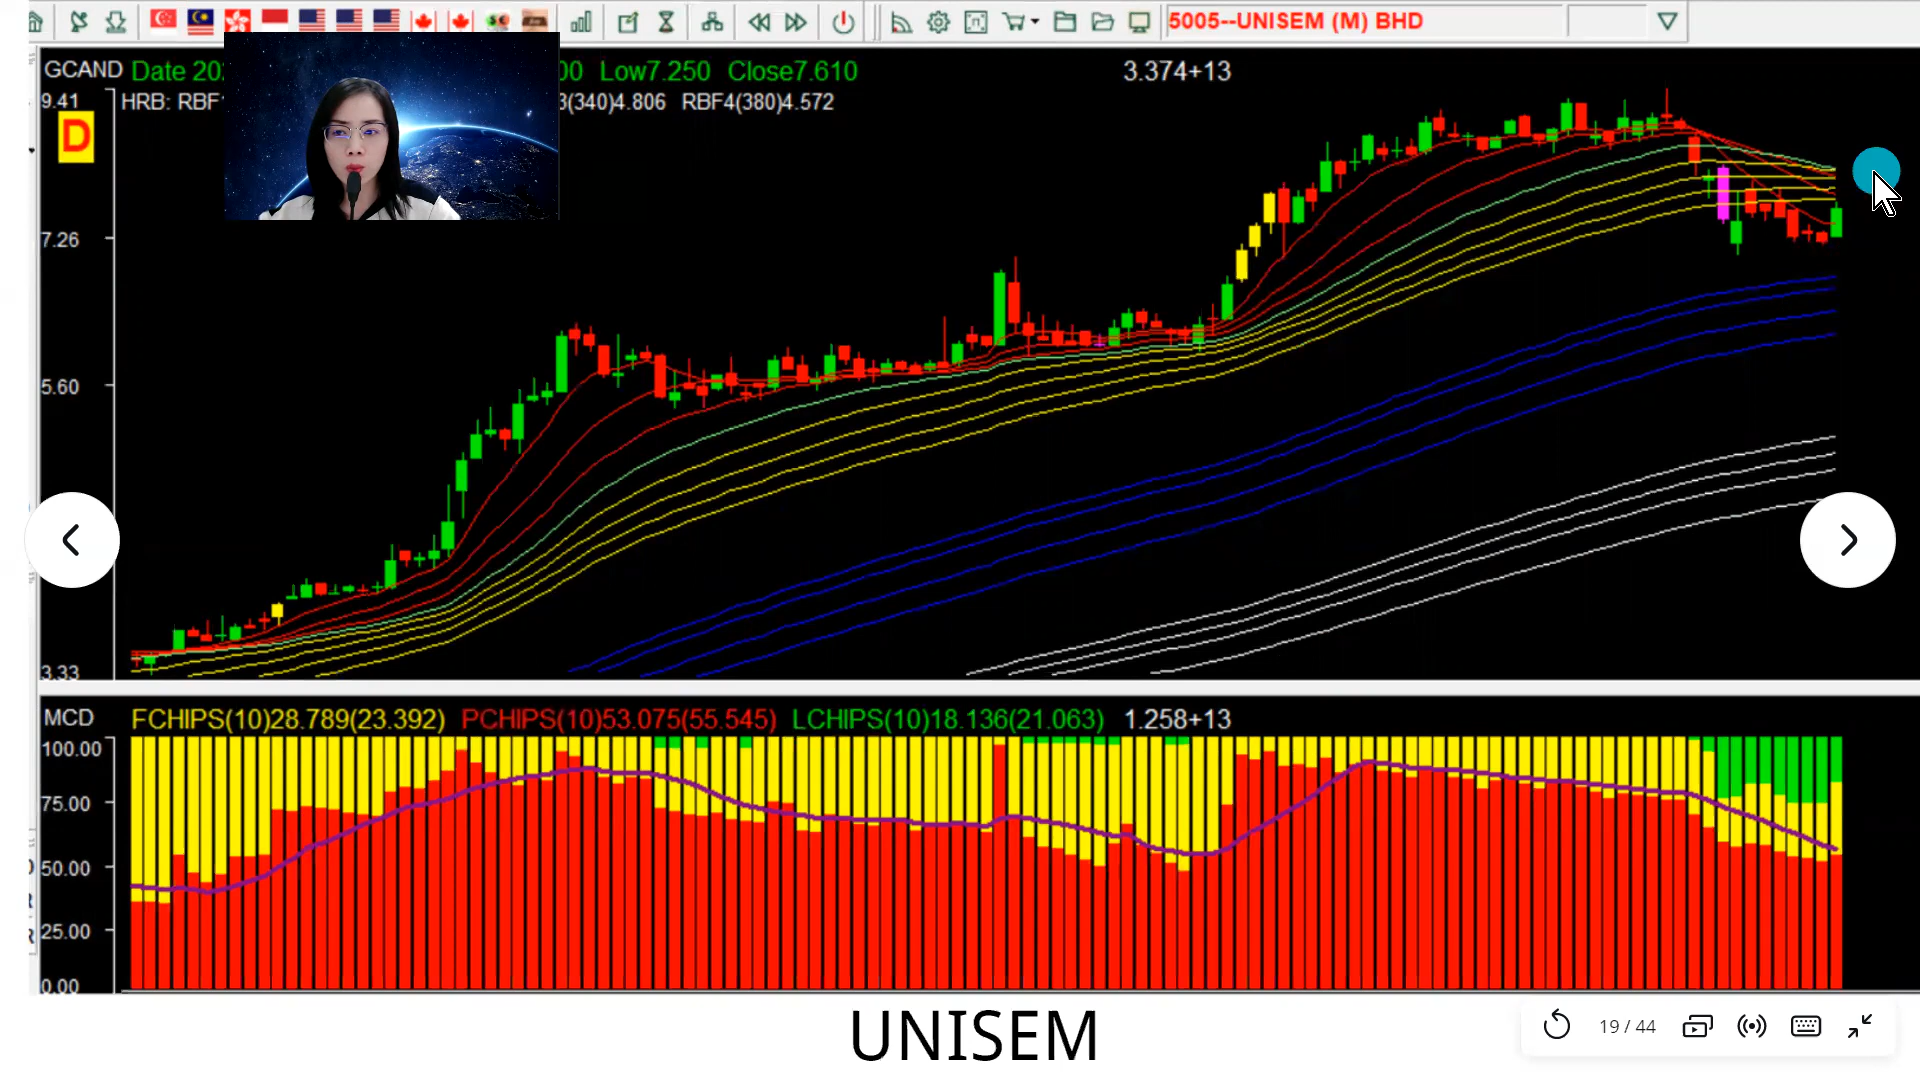 5005--UNISEM (M) BHD
GCAND Date 20 00 Low7.250 Close7.610 3.374+13
9.41 HRB: RBF 3(340)4.806 RBF4(380)4.572
D
7.26
5.60
3.33
MCD FCHIPS(10)28.789(23.392) PCHIPS(10)53.075(55.545) LCHIPS(10)18.136(21.063) 1.258+13
100.00
75.00
50.00
25.00
0.00
UNISEM
19 / 44